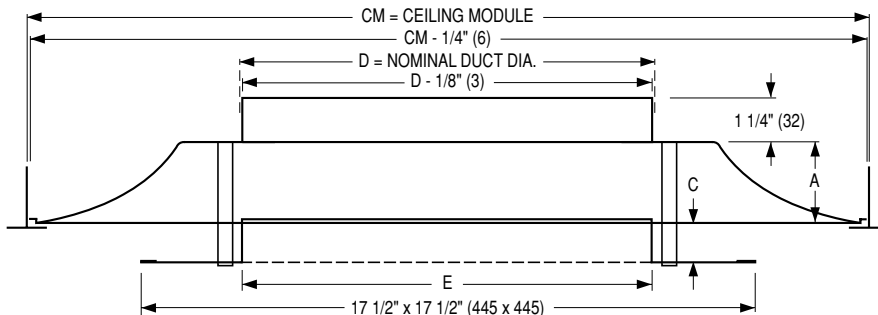 CM = CEILING MODULE
CM - 1/4" (6)
D = NOMINAL DUCT DIA.
D - 1/8" (3)
1 1/4" (32)
C
A
E
17 1/2" x 17 1/2" (445 x 445)